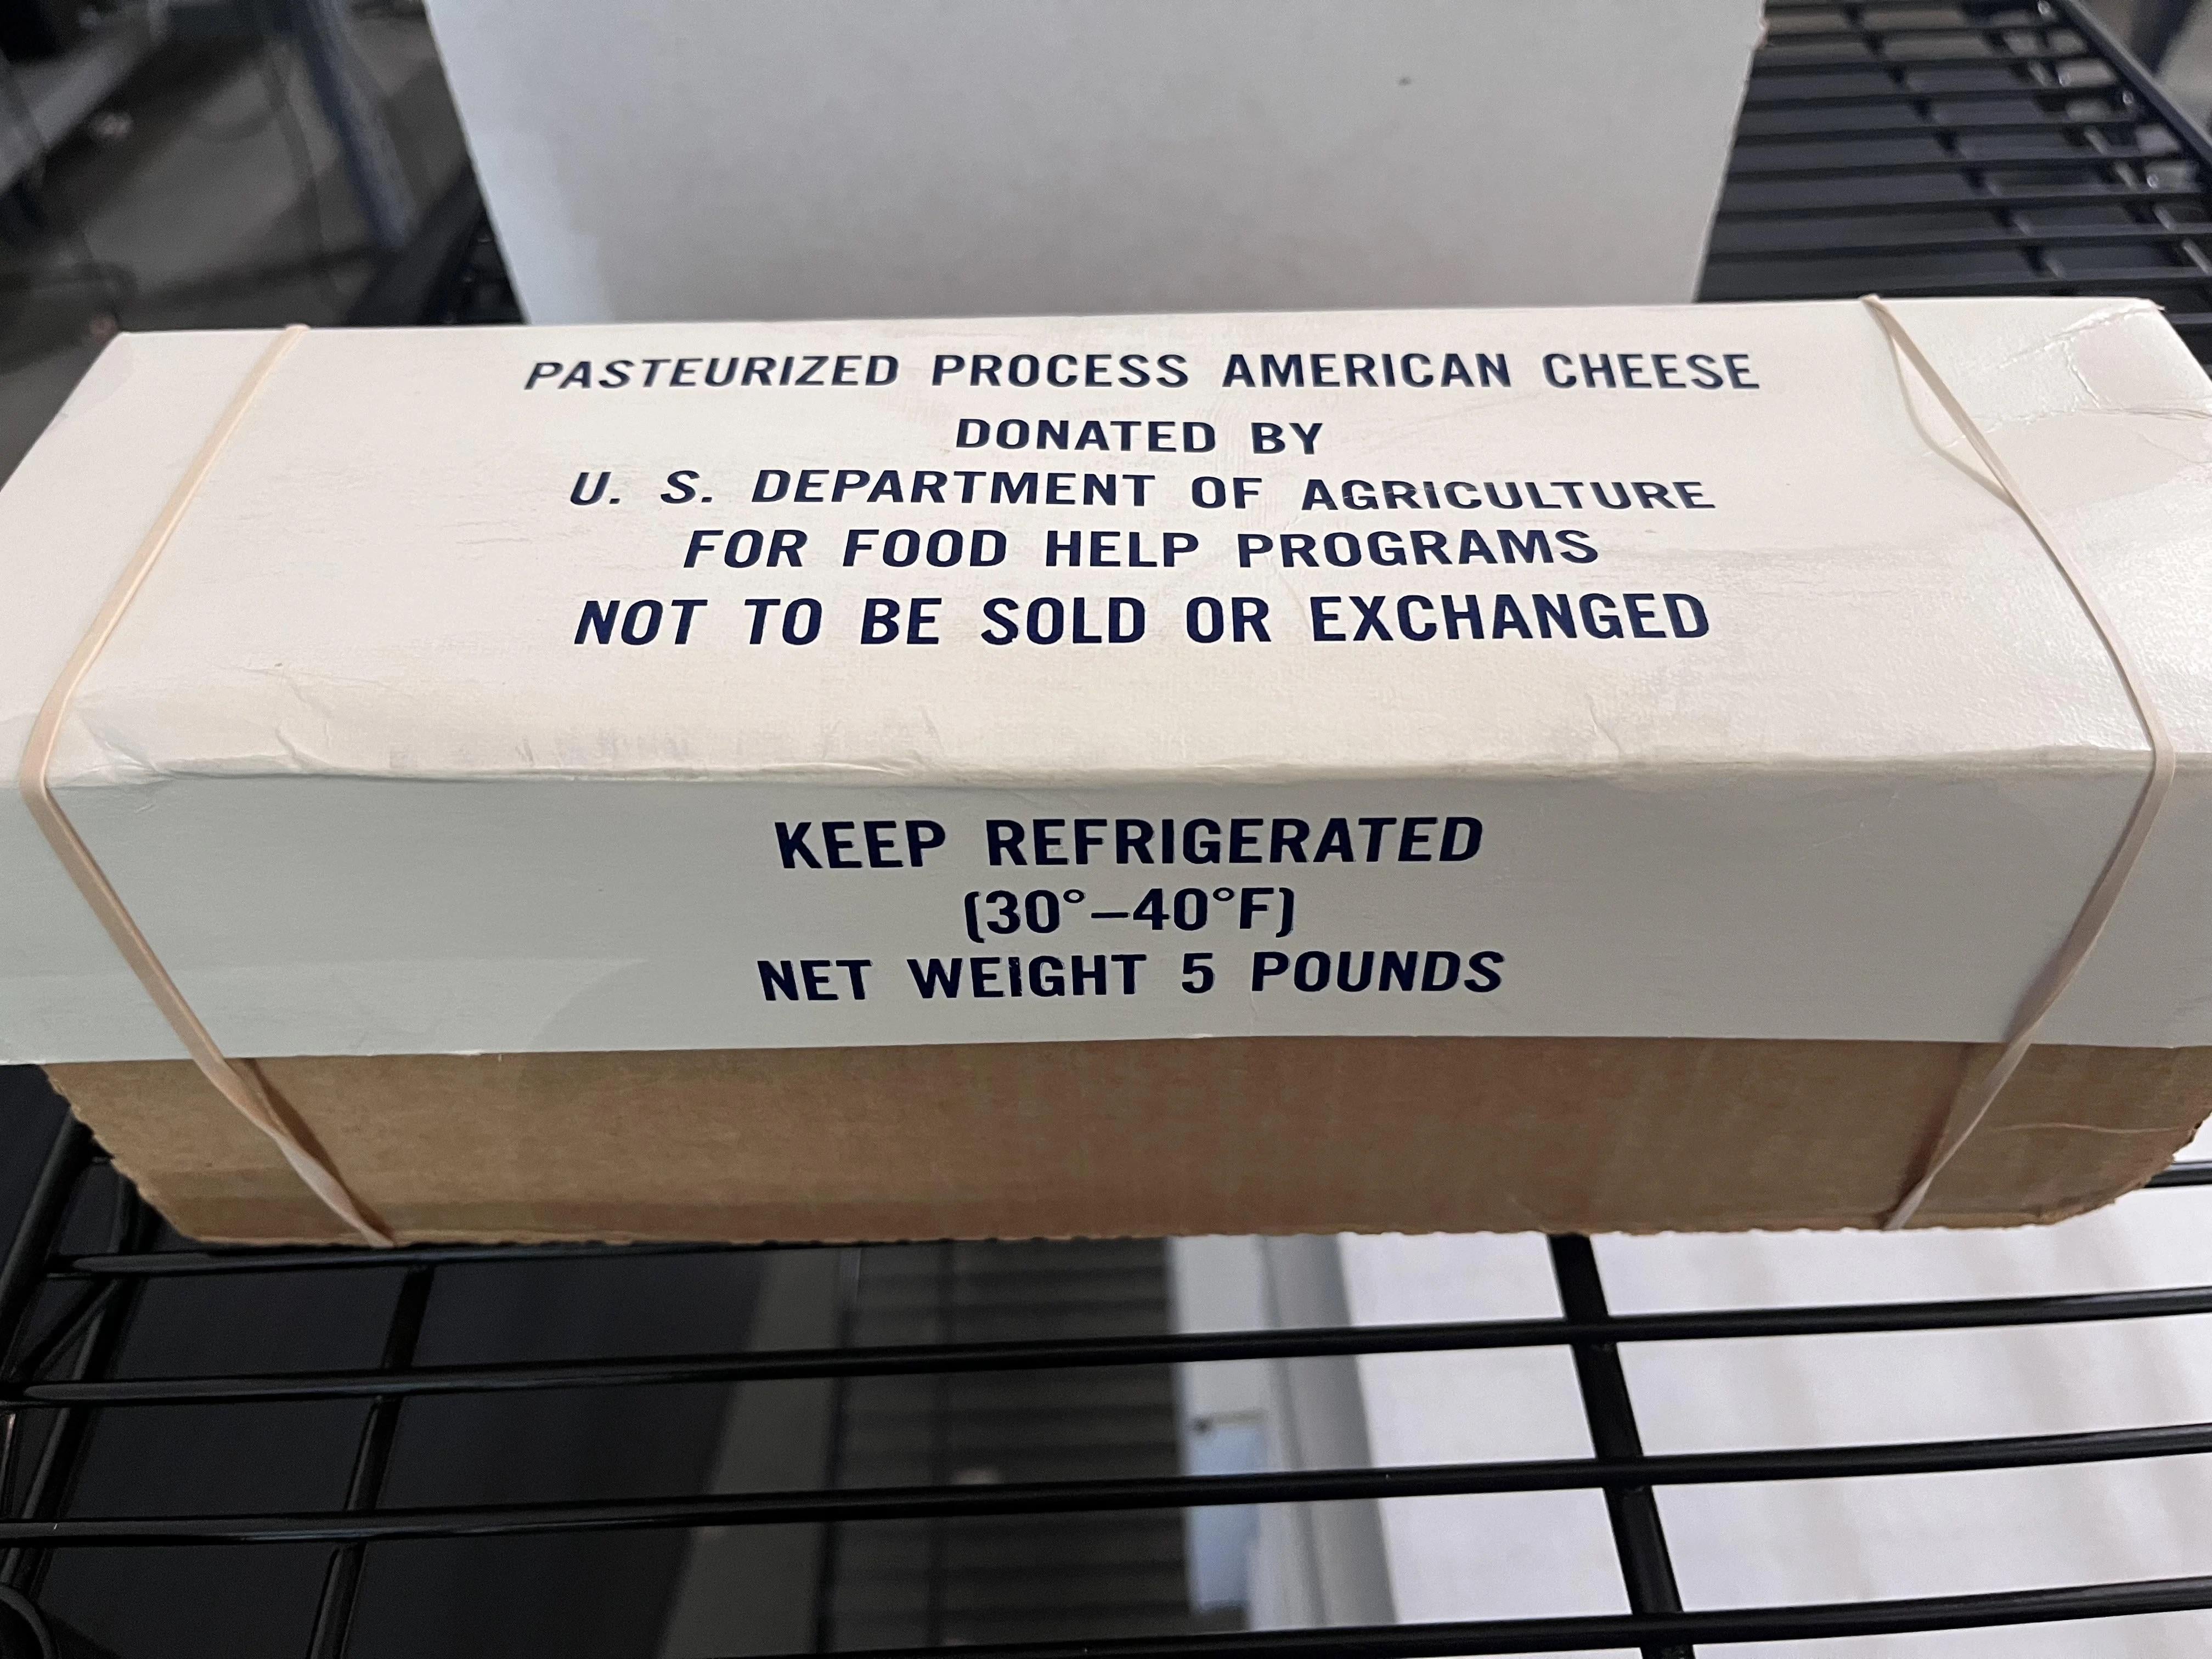 PASTEURIZED PROCESS AMERICAN CHEESE
DONATED BY
U. S. DEPARTMENT OF AGRICULTURE
FOR FOOD HELP PROGRAMS
NOT TO BE SOLD OR EXCHANGED
KEEP REFRIGERATED
(30°–40°F)
NET WEIGHT 5 POUNDS